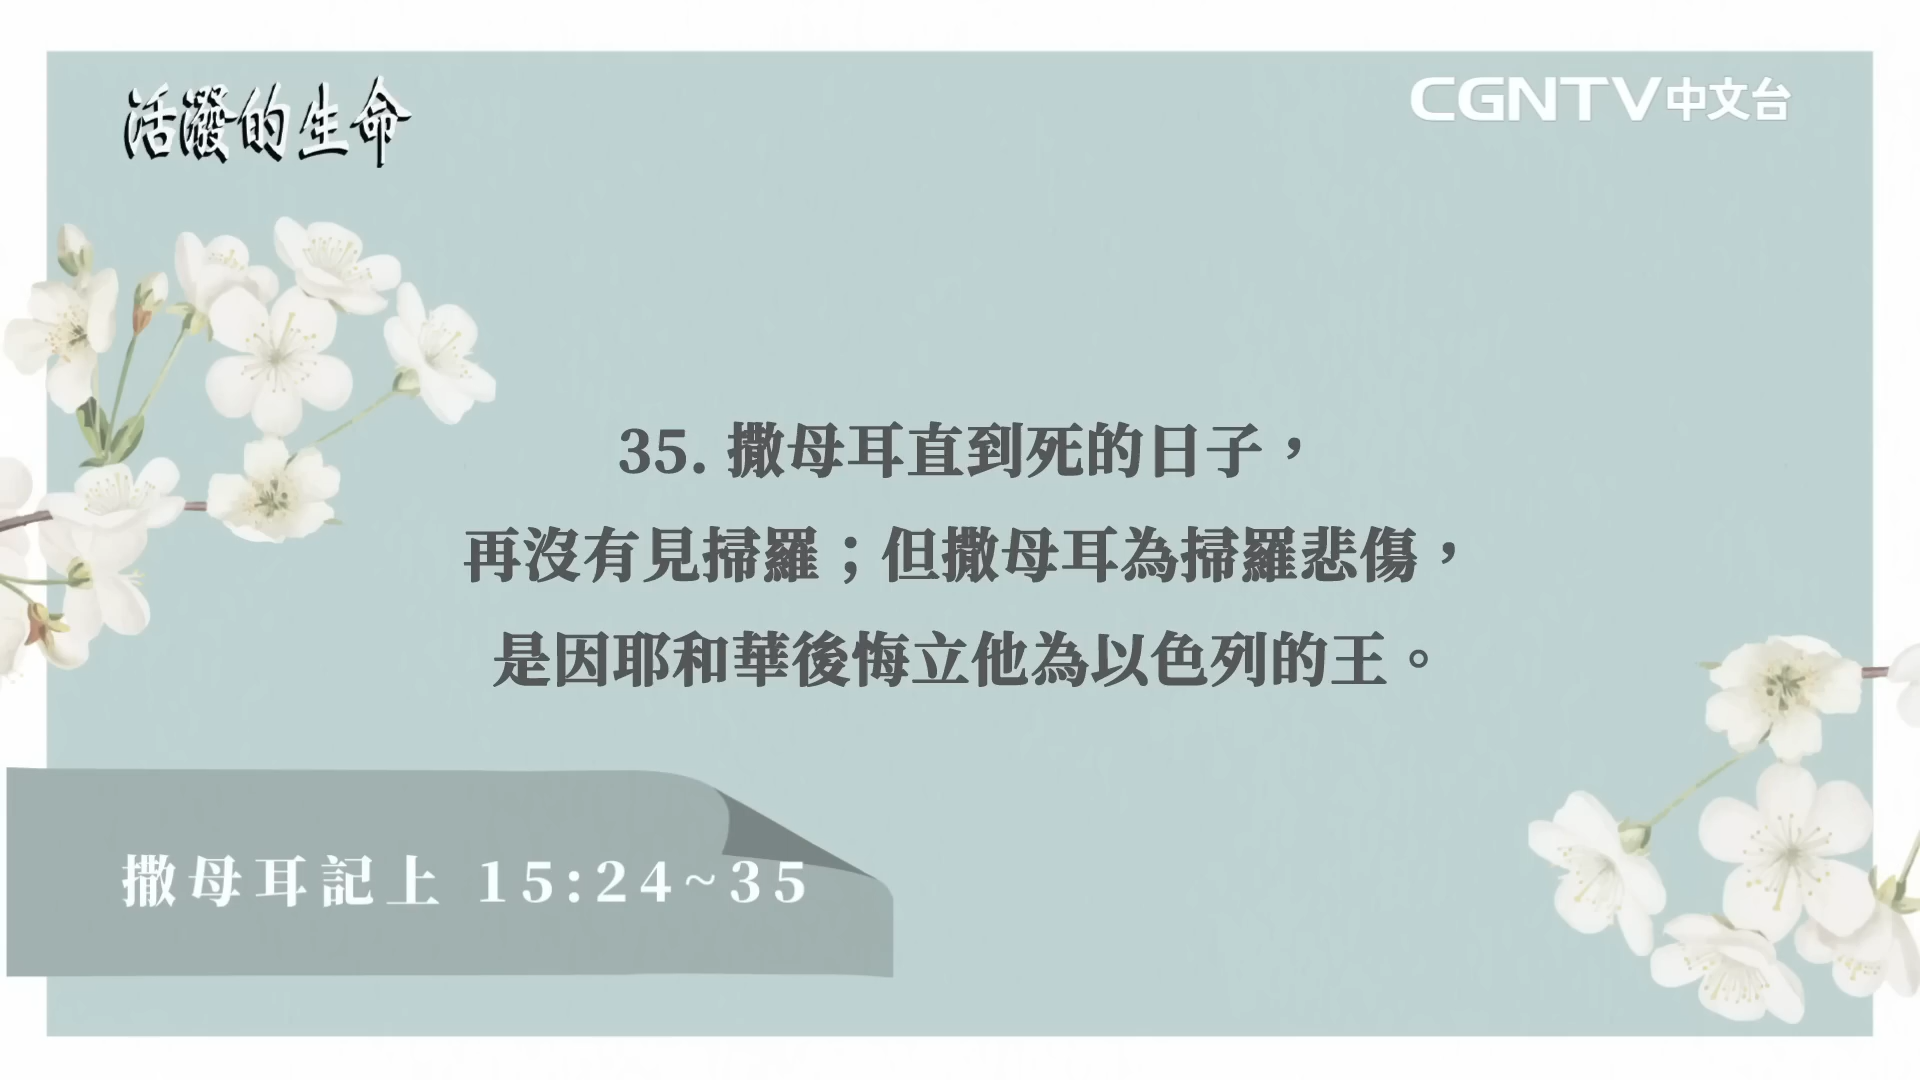 活潑的生命
CGNTV中文台
35. 撒母耳直到死的日子，
再沒有見掃羅；但撒母耳為掃羅悲傷，
是因耶和華後悔立他為以色列的王。
撒母耳記上 15:24~35